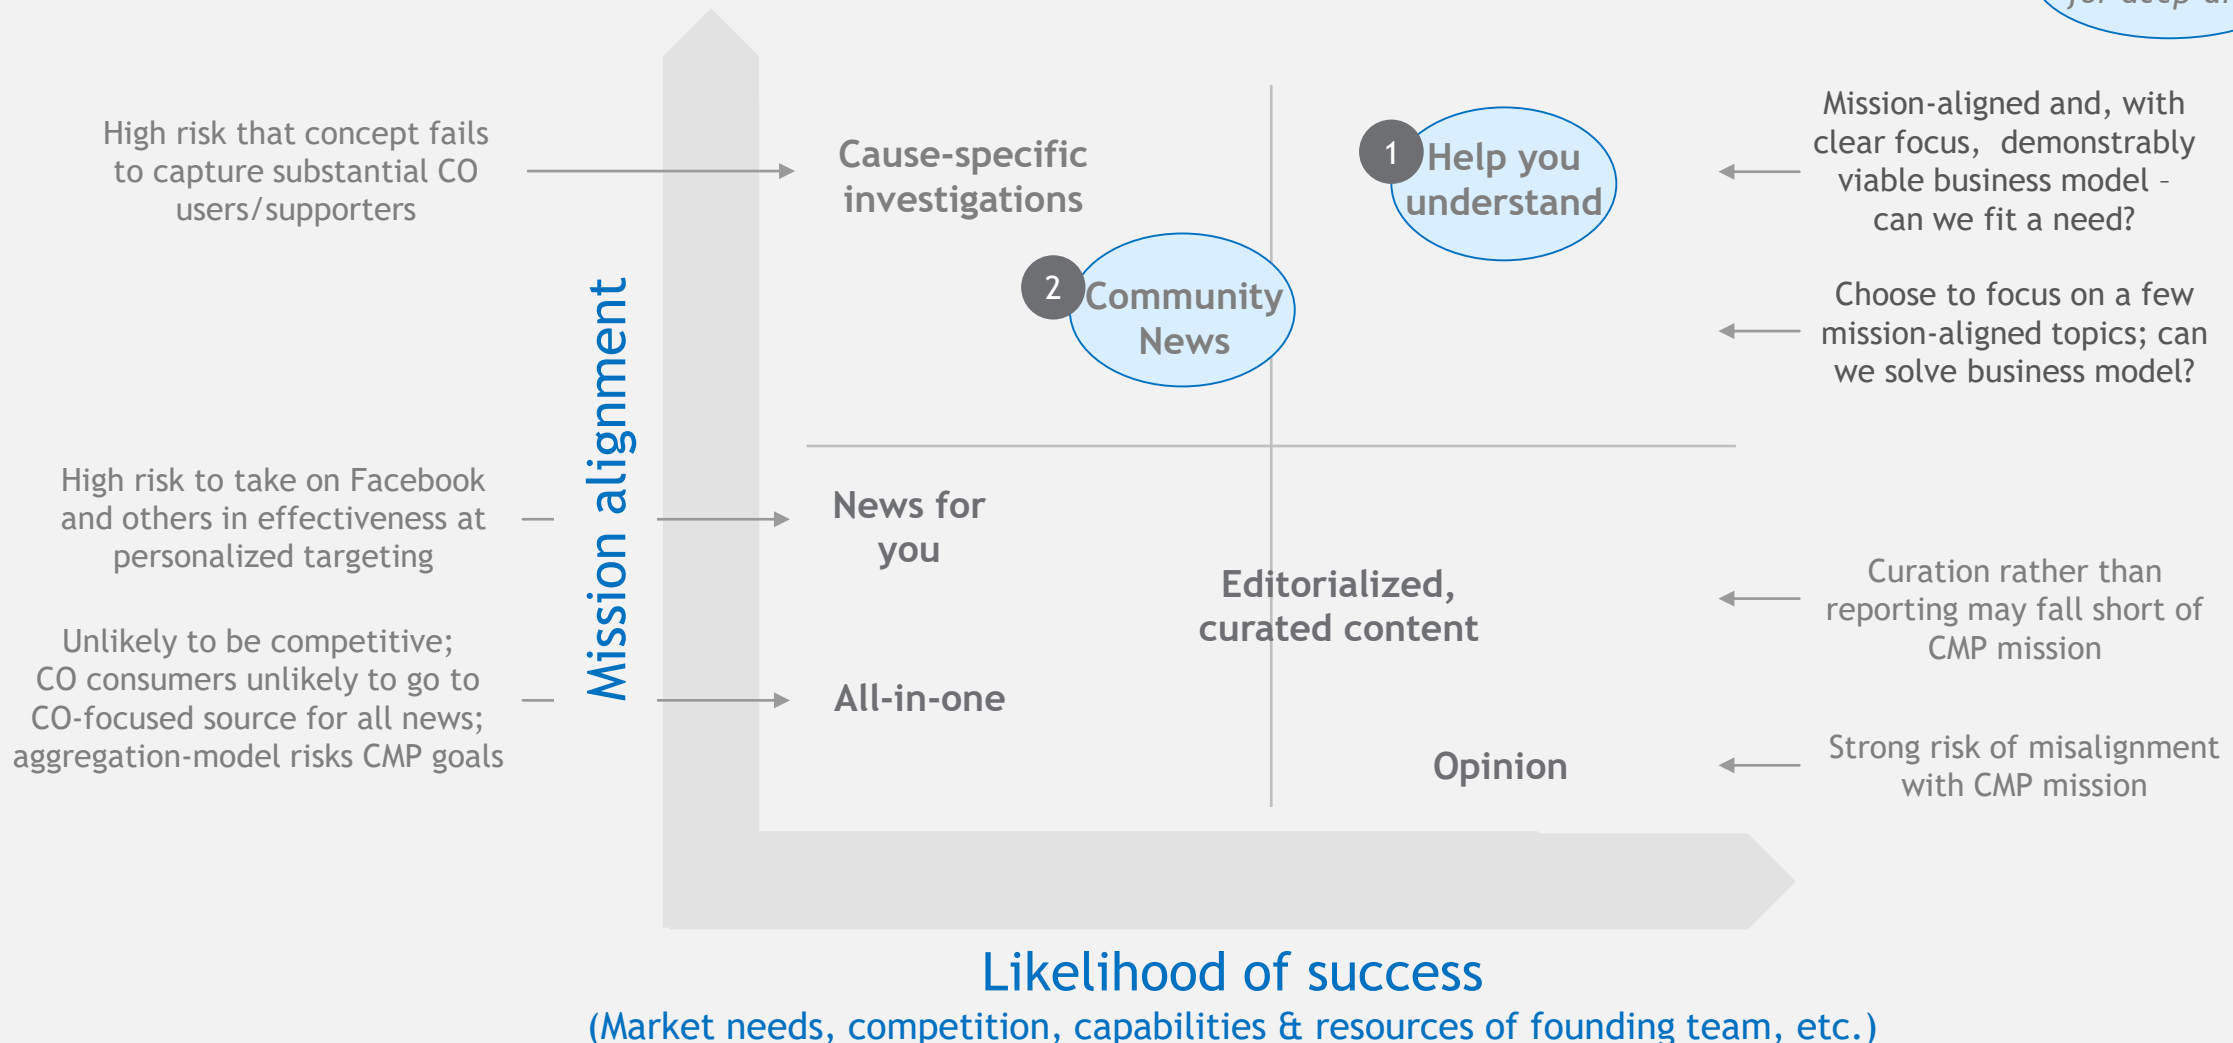 High risk that concept fails
to capture substantial CO
users/supporters
Cause-specific
investigations
1
Help you
understand
Mission-aligned and, with
clear focus, demonstrably
viable business model –
can we fit a need?
2
Community
News
Choose to focus on a few
mission-aligned topics; can
we solve business model?
Mission alignment
High risk to take on Facebook
and others in effectiveness at
personalized targeting
News for
you
Editorialized,
curated content
Curation rather than
reporting may fall short of
CMP mission
Unlikely to be competitive;
CO consumers unlikely to go to
CO-focused source for all news;
aggregation-model risks CMP goals
All-in-one
Opinion
Strong risk of misalignment
with CMP mission
Likelihood of success
(Market needs, competition, capabilities & resources of founding team, etc.)